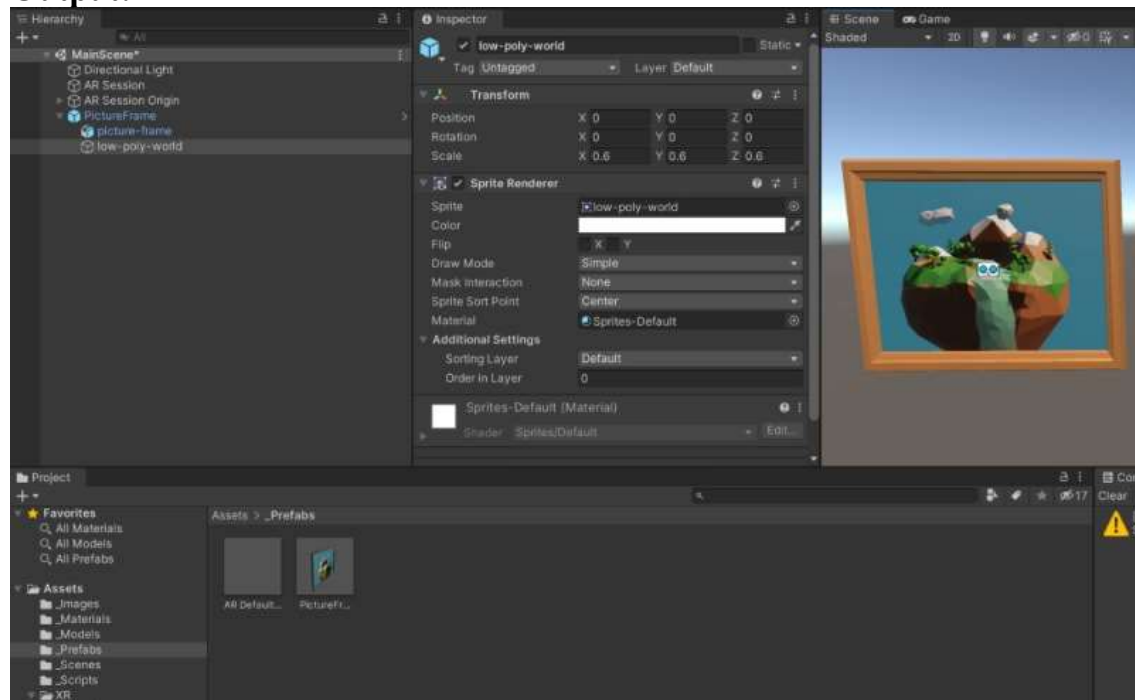 Output:
Hierarchy
All
MainScene*
Directional Light
AR Session
AR Session Origin
PictureFrame
picture-frame
low-poly-world
Inspector
low-poly-world
Static
Tag Untagged Layer Default
Transform
Position X 0 Y 0 Z 0
Rotation X 0 Y 0 Z 0
Scale X 0.6 Y 0.6 Z 0.6
Sprite Renderer
Sprite low-poly-world
Color
Flip X Y
Draw Mode Simple
Mask Interaction None
Sprite Sort Point Center
Material Sprites-Default
Additional Settings
Sorting Layer Default
Order in Layer 0
Sprites-Default (Material)
Shader Sprites/Default Edit...
Scene Game
Shaded 2D 0
Project
17
Favorites
All Materials
All Models
All Prefabs
Assets
_Images
_Materials
_Models
_Prefabs
_Scenes
_Scripts
XR
Assets > _Prefabs
AR Default... PictureFr...
Clear